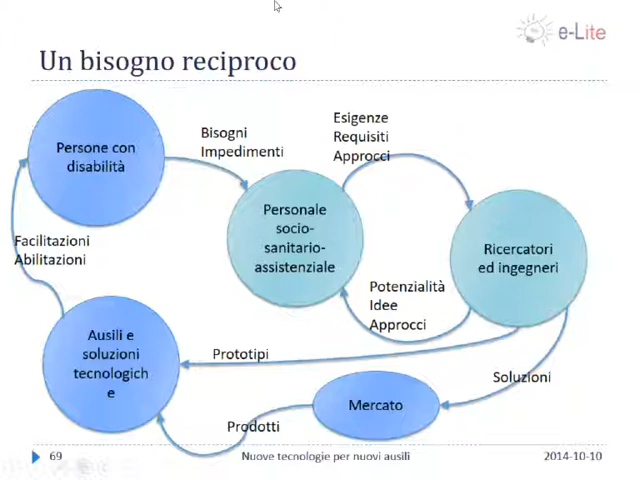 e-Lite
Un bisogno reciproco
Persone con
disabilità
Bisogni
Impedimenti
Esigenze
Requisiti
Approcci
Personale
socio-
sanitario-
assistenziale
Ricercatori
ed ingegneri
Facilitazioni
Abilitazioni
Potenzialità
Idee
Approcci
Ausili e
soluzioni
tecnologich
e
Prototipi
Soluzioni
Mercato
Prodotti
69
Nuove tecnologie per nuovi ausili
2014-10-10